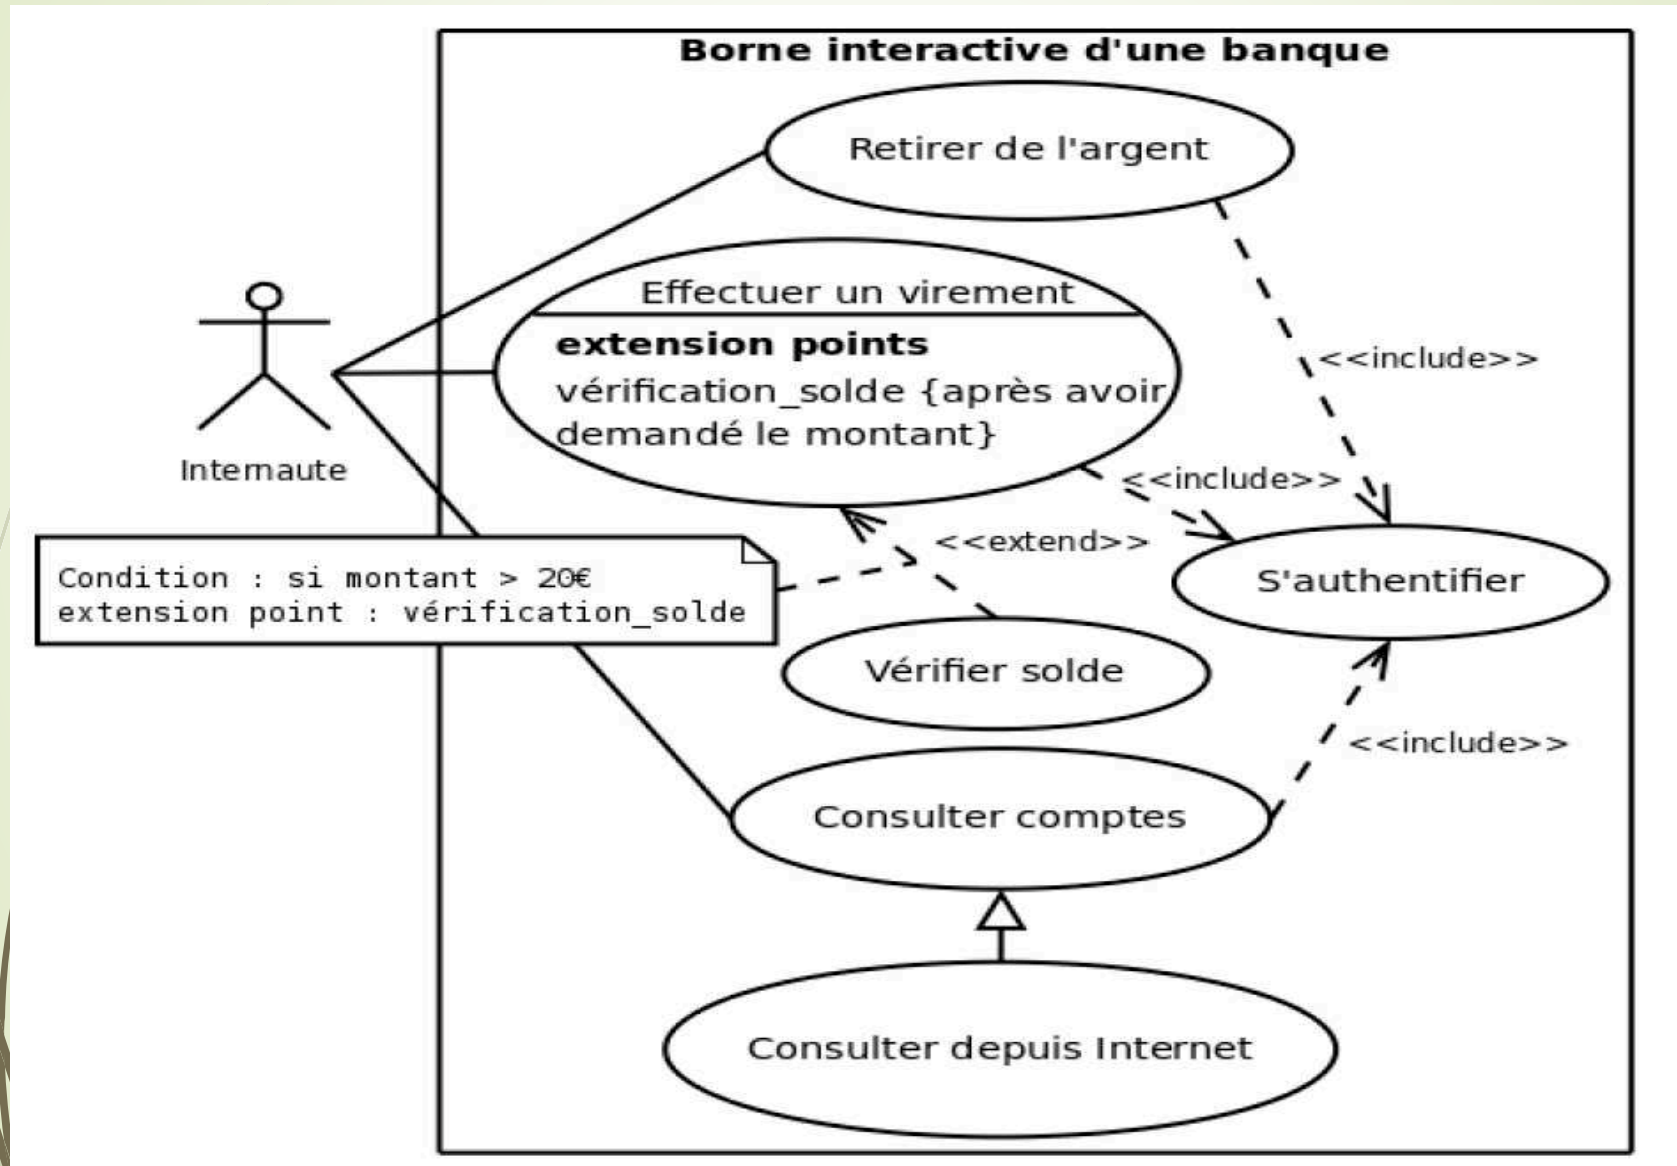 Borne interactive d'une banque
Retirer de l'argent
Effectuer un virement
extension points
vérification_solde {après avoir
demandé le montant}
<<include>>
<<include>>
Internaute
<<extend>>
Condition : si montant > 20€
extension point : vérification_solde
S'authentifier
Vérifier solde
<<include>>
Consulter comptes
Consulter depuis Internet